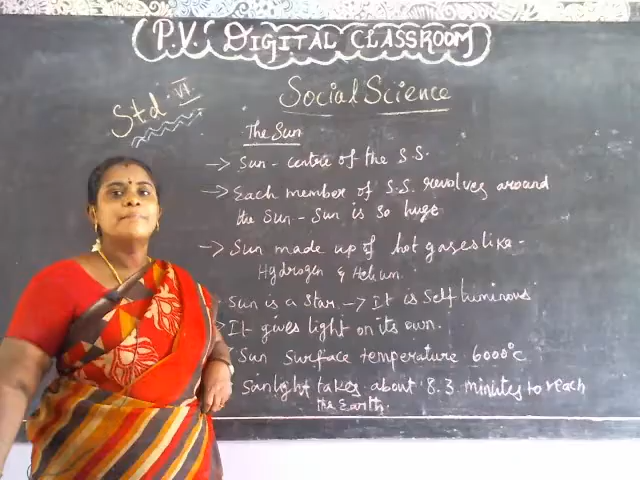 P.V. DIGITAL CLASSROOM
Social Science
Std. VI
The Sun
→ Sun - centre of the S.S.
→ Each member of S.S. revolves around
the Sun - Sun is so huge
→ Sun made up of hot gases like -
Hydrogen & Helium
Sun is a star → It is self luminous
→ It gives light on its own.
Sun Surface temperature 6000°c
Sunlight takes about 8.3 minutes to reach
the Earth.